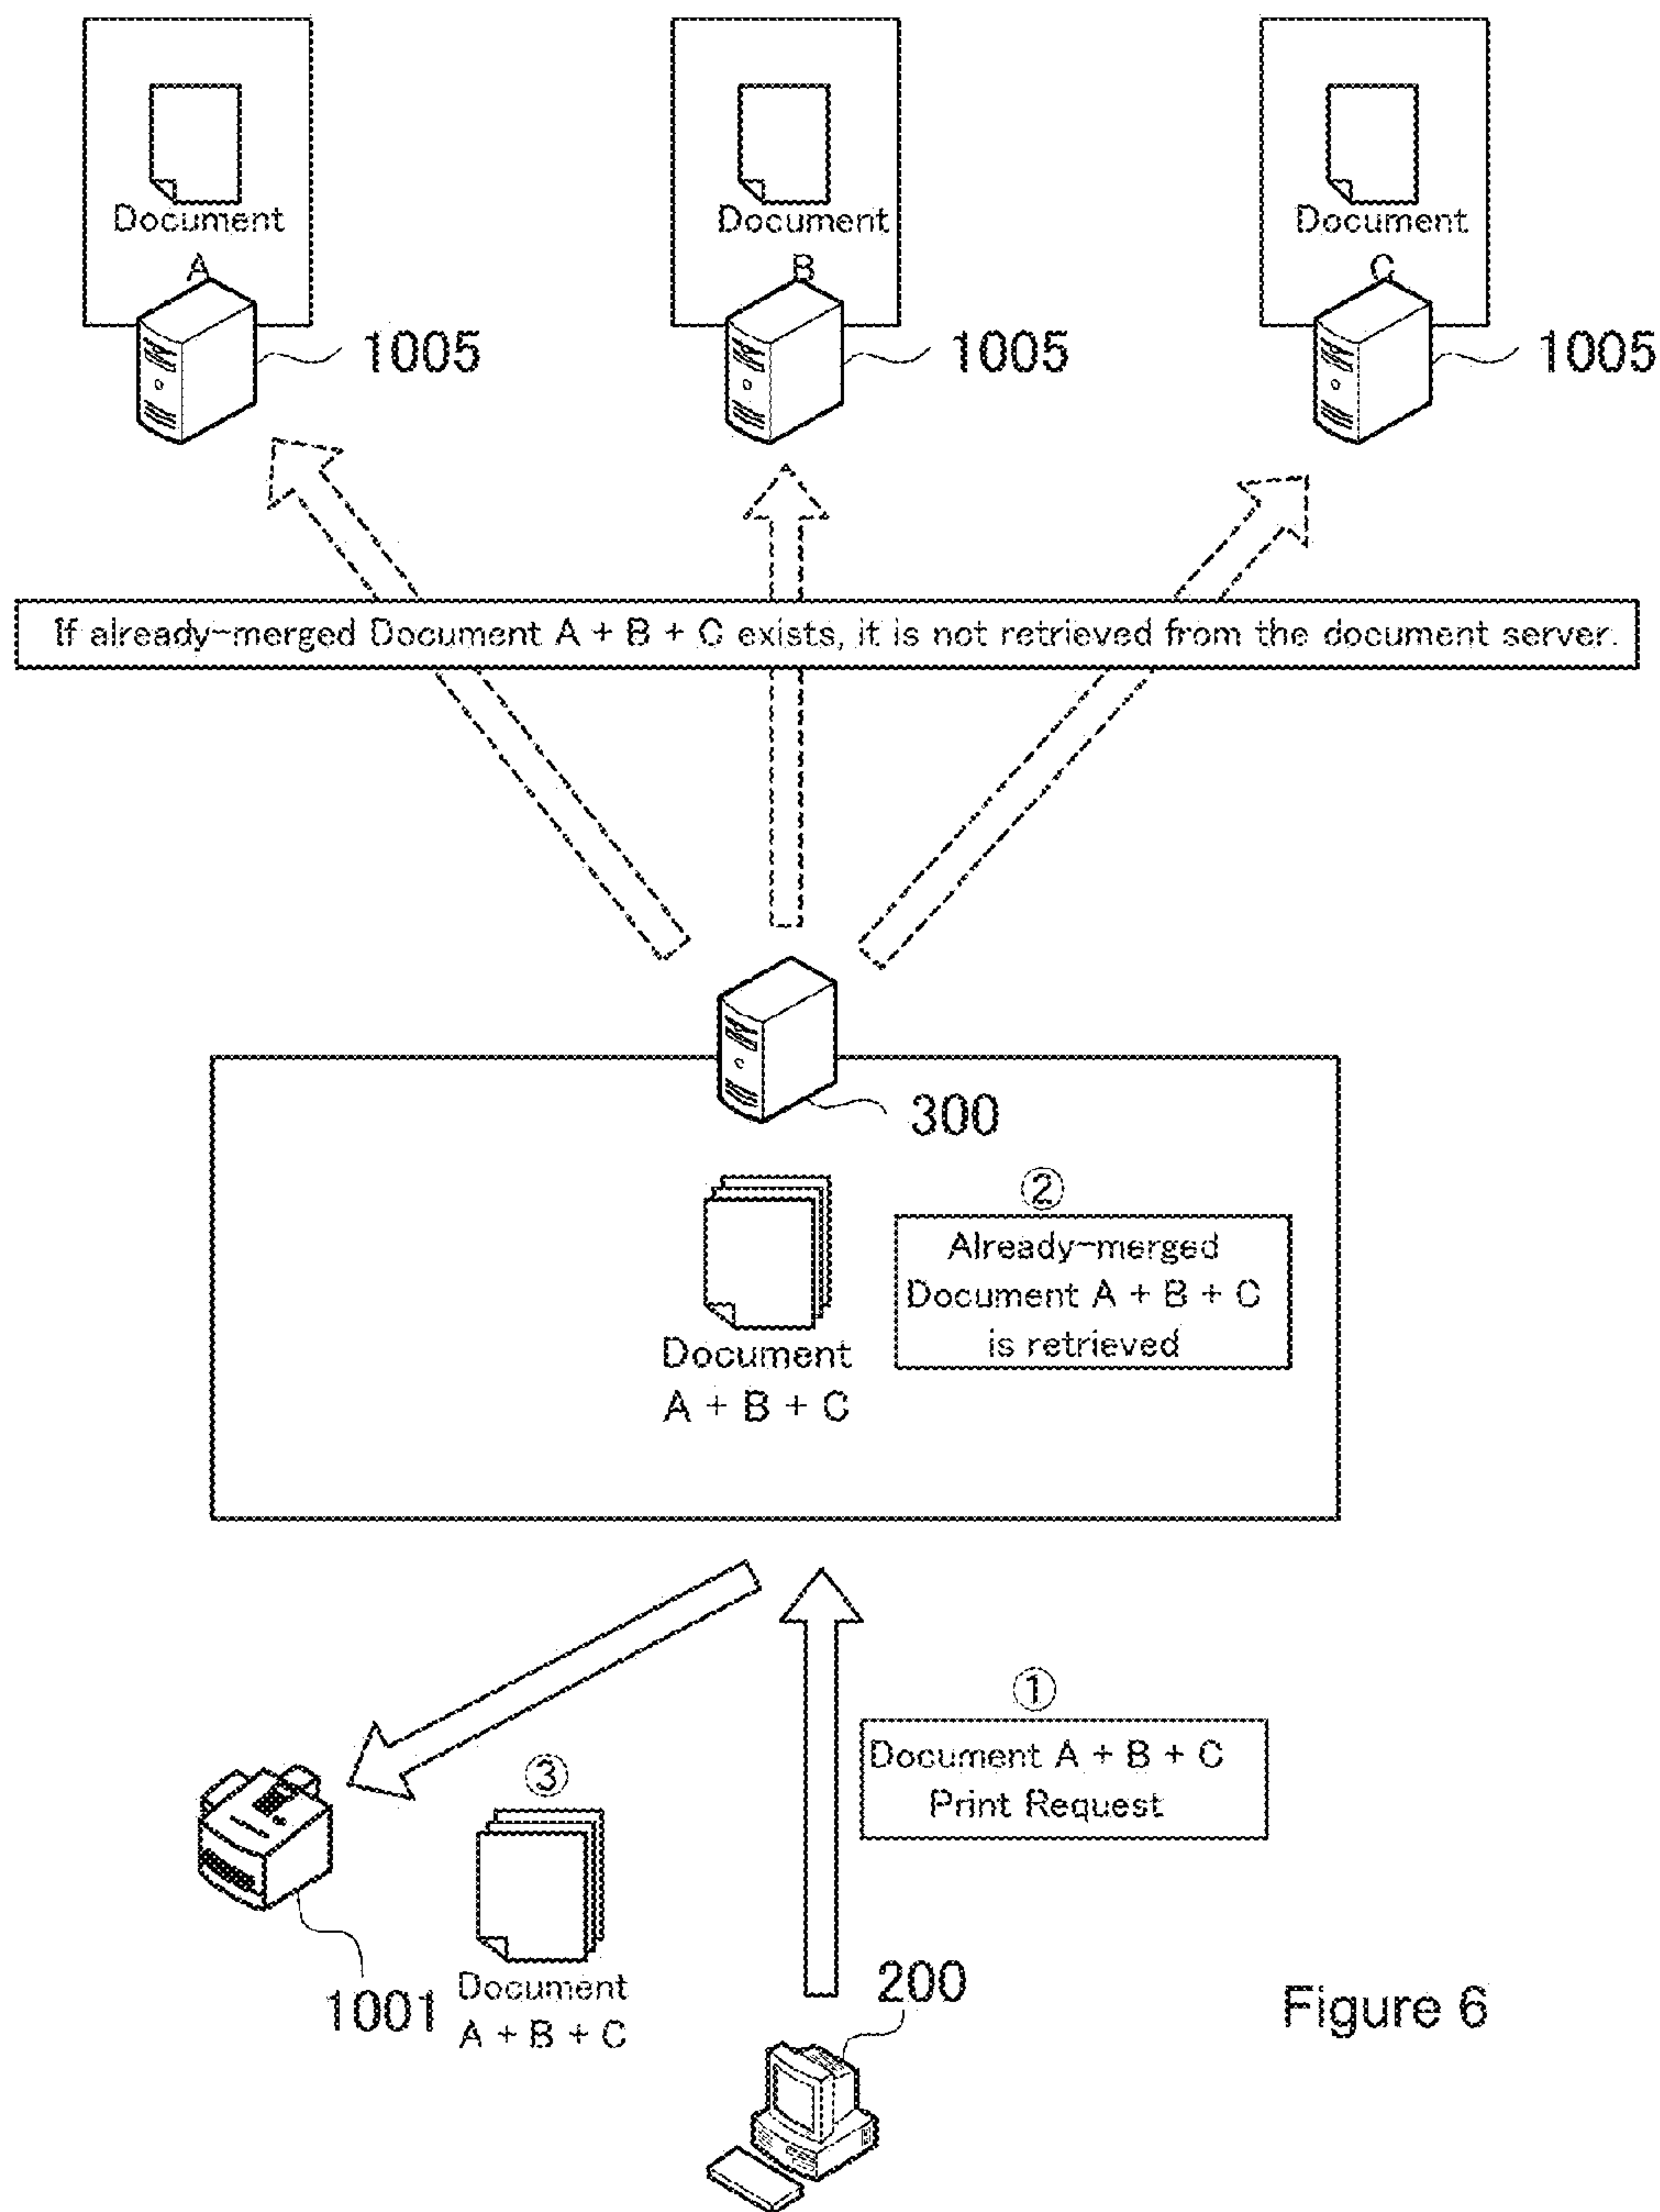 Document
A
Document
B
Document
C
1005
1005
1005
If already-merged Document A + B + C exists, it is not retrieved from the document server.
300
②
Already-merged
Document A + B + C
is retrieved
Document
A + B + C
①
Document A + B + C
Print Request
③
1001
Document
A + B + C
200
Figure 6